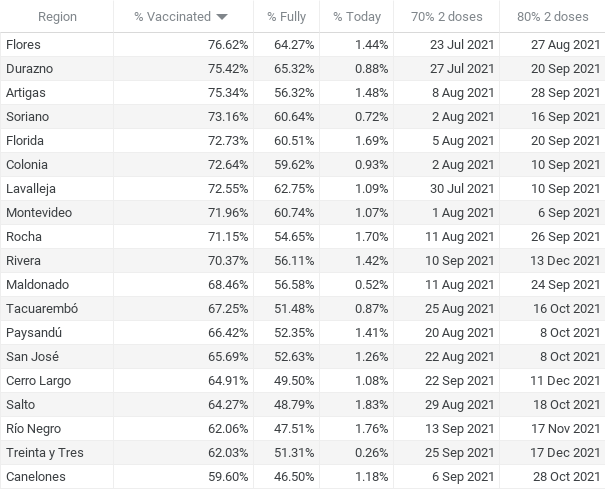 Region % Vaccinated % Fully % Today 70% 2 doses 80% 2 doses
Flores 76.62% 64.27% 1.44% 23 Jul 2021 27 Aug 2021
Durazno 75.42% 65.32% 0.88% 27 Jul 2021 20 Sep 2021
Artigas 75.34% 56.32% 1.48% 8 Aug 2021 28 Sep 2021
Soriano 73.16% 60.64% 0.72% 2 Aug 2021 16 Sep 2021
Florida 72.73% 60.51% 1.69% 5 Aug 2021 20 Sep 2021
Colonia 72.64% 59.62% 0.93% 2 Aug 2021 10 Sep 2021
Lavalleja 72.55% 62.75% 1.09% 30 Jul 2021 10 Sep 2021
Montevideo 71.96% 60.74% 1.07% 1 Aug 2021 6 Sep 2021
Rocha 71.15% 54.65% 1.70% 11 Aug 2021 26 Sep 2021
Rivera 70.37% 56.11% 1.42% 10 Sep 2021 13 Dec 2021
Maldonado 68.46% 56.58% 0.52% 11 Aug 2021 24 Sep 2021
Tacuarembó 67.25% 51.48% 0.87% 25 Aug 2021 16 Oct 2021
Paysandú 66.42% 52.35% 1.41% 20 Aug 2021 8 Oct 2021
San José 65.69% 52.63% 1.26% 22 Aug 2021 8 Oct 2021
Cerro Largo 64.91% 49.50% 1.08% 22 Sep 2021 11 Dec 2021
Salto 64.27% 48.79% 1.83% 29 Aug 2021 18 Oct 2021
Río Negro 62.06% 47.51% 1.76% 13 Sep 2021 17 Nov 2021
Treinta y Tres 62.03% 51.31% 0.26% 25 Sep 2021 17 Dec 2021
Canelones 59.60% 46.50% 1.18% 6 Sep 2021 28 Oct 2021